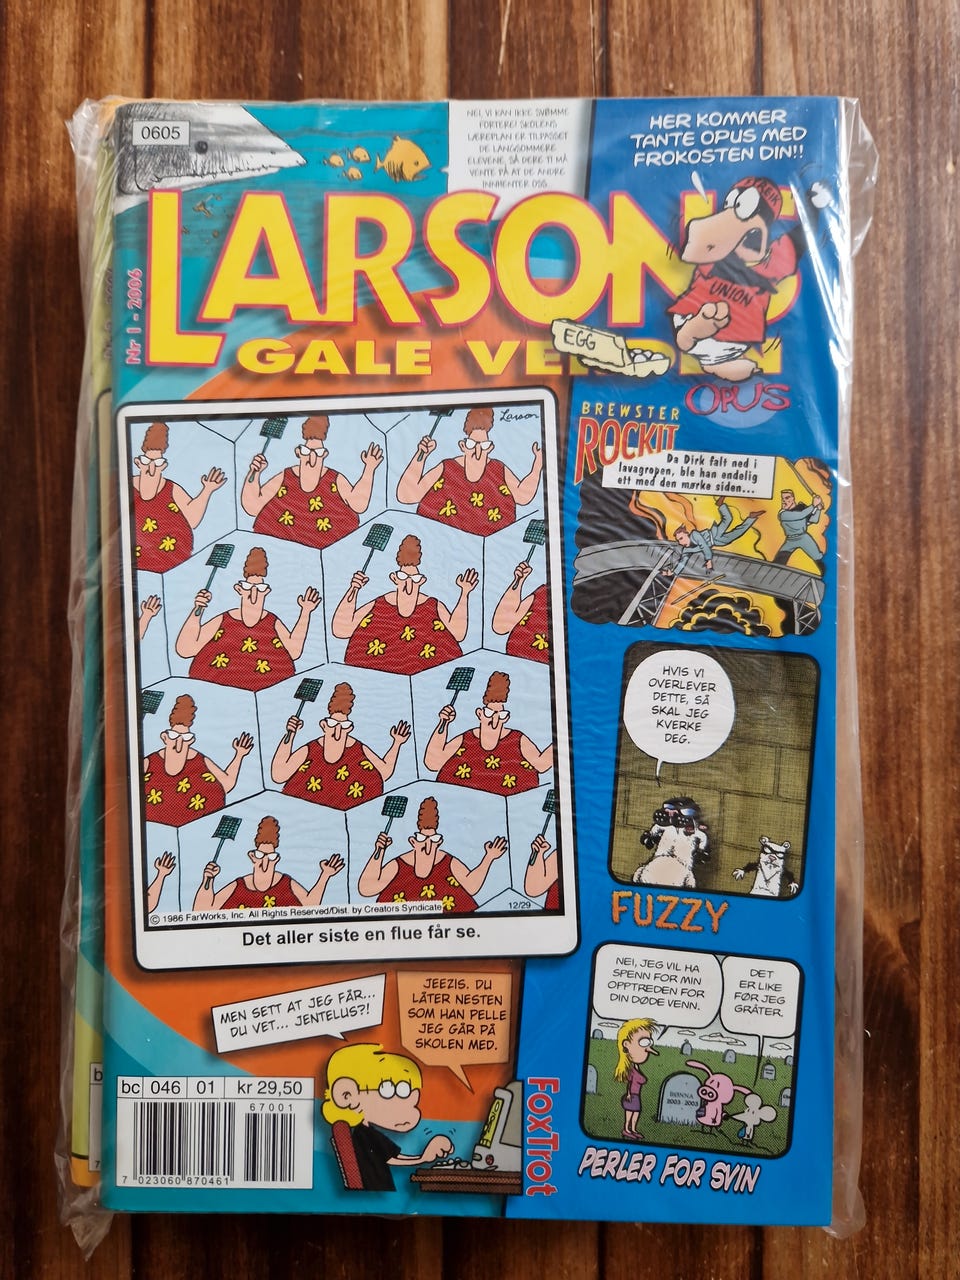 0605
NEI, VI KAN IKKE SVØMME
FORTERE! SKOLENS
LÆREPLAN ER TILPASSET
DE LANGSOMMERE
ELEVENE, SÅ DERE TI MÅ
VENTE PÅ AT DE ANDRE
INNHENTER OSS.
HER KOMMER
TANTE OPUS MED
FROKOSTEN DIN!!
LARSONS
GALE VERDEN
Nr 1 - 2006
UNION
EGG
OPUS
Larson
BREWSTER
ROCKIT
Da Dirk falt ned i
lavagropen, ble han endelig
ett med den mørke siden...
HVIS VI
OVERLEVER
DETTE, SÅ
SKAL JEG
KVERKE
DEG.
FUZZY
© 1986 FarWorks, Inc. All Rights Reserved/Dist. by Creators Syndicate
12/29
Det aller siste en flue får se.
NEI, JEG VIL HA
SPENN FOR MIN
OPPTREDEN FOR
DIN DØDE VENN.
DET
ER LIKE
FØR JEG
GRÅTER.
RØNNA
2003 2003
PERLER FOR SVIN
MEN SETT AT JEG FÅR...
DU VET... JENTELUS?!
JEEZIS. DU
LÅTER NESTEN
SOM HAN PELLE
JEG GÅR PÅ
SKOLEN MED.
FOXTROT
bc 046 01 kr 29,50
67001
7 023060 870461